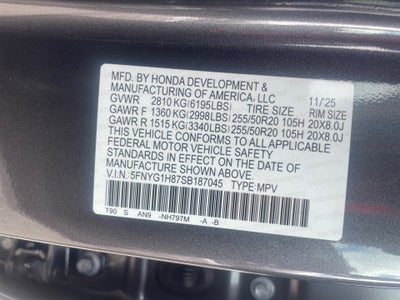 MFD. BY HONDA DEVELOPMENT &
MANUFACTURING OF AMERICA, LLC 11/25
GVWR 2810 KG(6195LBS) TIRE SIZE RIM SIZE
GAWR F 1360 KG(2998LBS) 255/50R20 105H 20X8.0J
GAWR R 1515 KG(3340LBS) 255/50R20 105H 20X8.0J
THIS VEHICLE CONFORMS TO ALL APPLICABLE
FEDERAL MOTOR VEHICLE SAFETY
STANDARDS IN EFFECT ON THE DATE OF
MANUFACTURE SHOWN ABOVE.
V.I.N. 5FNYG1H87SB187045 TYPE:MPV
T90 S AN9 -NH797M -A -B